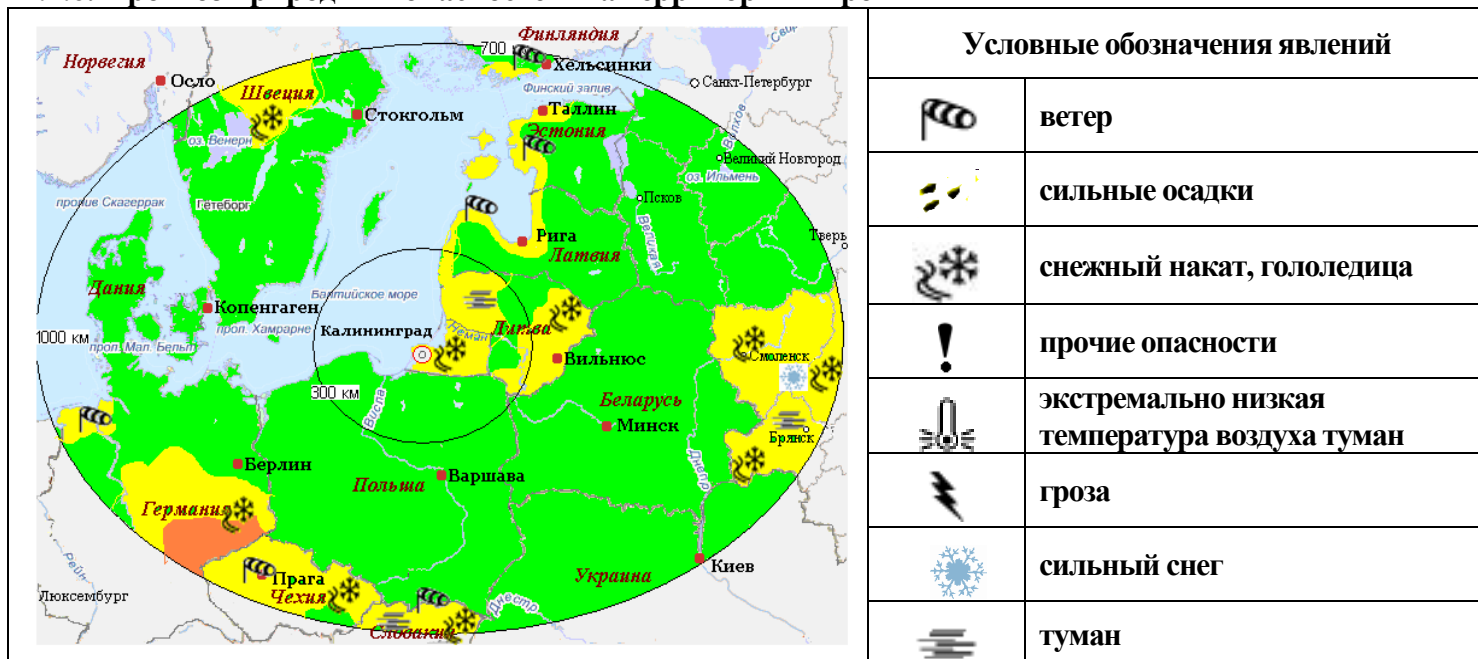 Условные обозначения явлений
ветер
сильные осадки
снежный накат, гололедица
прочие опасности
экстремально низкая
температура воздуха туман
гроза
сильный снег
туман
Финляндия
700
Норвегия
Хельсинки
Осло
Санкт-Петербург
Швеция
Финский залив
Таллин
Стокгольм
Эстония
Волхов
оз. Венерн
Великий Новгород
оз. Ильмень
Псков
пролив Скагеррак
Гётеборг
Великая
Рига
Тверь
Латвия
Дания
Балтийское море
Копенгаген
Калининград
Неман
Литва
1000 км
прол. Мал. Бельт
прол. Хамрарне
Вильнюс
Смоленск
300 км
Висла
Беларусь
Минск
Брянск
Берлин
Польша
Варшава
Днепр
Германия
Рейн
Прага
Чехия
Украина
Киев
Люксембург
Днестр
Словакия